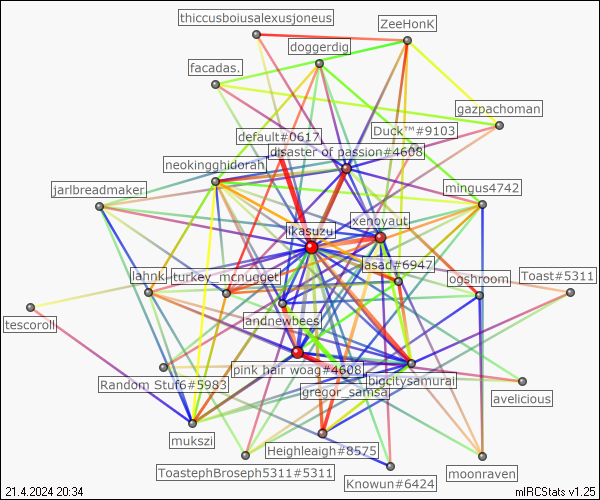 thiccusboiusalexusjoneus
ZeeHonK
doggerdig
facadas.
gazpachoman
Duck™#9103
default#0617
disaster of passion#4608
neokingghidorah
jarlbreadmaker
mingus4742
xenoyaut
ikasuzu
lasad#6947
lahnk
turkey_mcnugget
ogshroom
Toast#5311
tescoroll
andnewbees
pink hair woag#4608
bigcitysamurai
Random Stuf6#5983
gregor_samsa
avelicious
mukszi
Heighleaigh#8575
ToastephBroseph5311#5311
moonraven
Knowun#6424
21.4.2024 20:34
mIRCStats v1.25